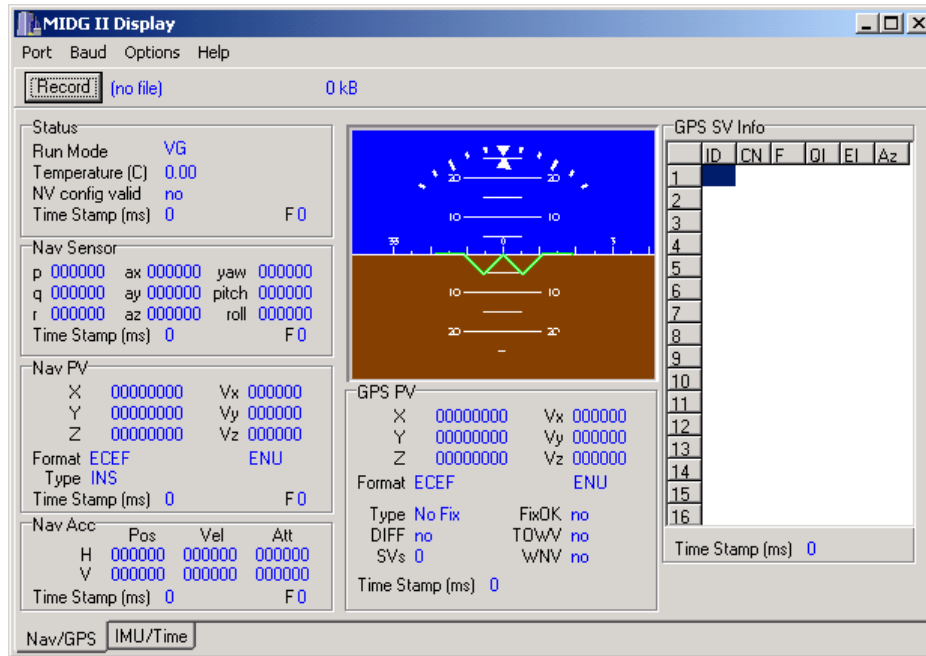 MIDG II Display
Port Baud Options Help
Record (no file) 0 kB
Status
Run Mode VG
Temperature (C) 0.00
NV config valid no
Time Stamp (ms) 0 F 0
Nav Sensor
p 000000 ax 000000 yaw 000000
q 000000 ay 000000 pitch 000000
r 000000 az 000000 roll 000000
Time Stamp (ms) 0 F 0
Nav PV
X 00000000 Vx 000000
Y 00000000 Vy 000000
Z 00000000 Vz 000000
Format ECEF ENU
Type INS
Time Stamp (ms) 0 F 0
Nav Acc
Pos Vel Att
H 000000 000000 000000
V 000000 000000 000000
Time Stamp (ms) 0 F 0
20 20
10 10
33 0 3
10 10
20 20
GPS PV
X 00000000 Vx 000000
Y 00000000 Vy 000000
Z 00000000 Vz 000000
Format ECEF ENU
Type No Fix FixOK no
DIFF no TOWV no
SVs 0 WNV no
Time Stamp (ms) 0
GPS SV Info
ID CN F QI El Az
1
2
3
4
5
6
7
8
9
10
11
12
13
14
15
16
Time Stamp (ms) 0
Nav/GPS IMU/Time